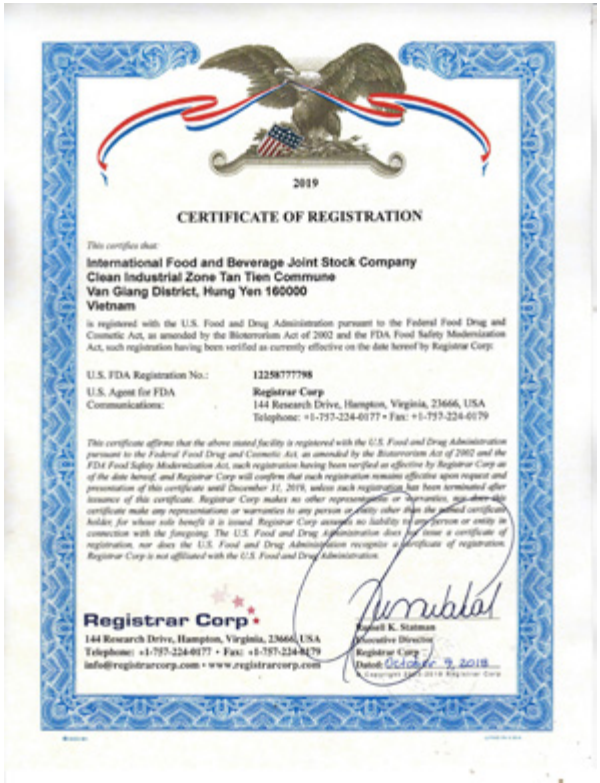 2019
CERTIFICATE OF REGISTRATION
This certifies that:
International Food and Beverage Joint Stock Company
Clean Industrial Zone Tan Tien Commune
Van Giang District, Hung Yen 160000
Vietnam
is registered with the U.S. Food and Drug Administration pursuant to the Federal Food Drug and
Cosmetic Act, as amended by the Bioterrorism Act of 2002 and the FDA Food Safety Modernization
Act, such registration having been verified as currently effective on the date hereof by Registrar Corp:
U.S. FDA Registration No.: 12258777798
U.S. Agent for FDA Registrar Corp
Communications: 144 Research Drive, Hampton, Virginia, 23666, USA
Telephone: +1-757-224-0177 • Fax: +1-757-224-0179
This certificate affirms that the above stated facility is registered with the U.S. Food and Drug Administration
pursuant to the Federal Food Drug and Cosmetic Act, as amended by the Bioterrorism Act of 2002 and the
FDA Food Safety Modernization Act, such registration having been verified as effective by Registrar Corp as
of the date hereof, and Registrar Corp will confirm that such registration remains effective upon request and
presentation of this certificate until December 31, 2019, unless such registration has been terminated after
issuance of this certificate. Registrar Corp makes no other representations or warranties, nor does this
certificate make any representations or warranties to any person or entity other than the named certificate
holder, for whose sole benefit it is issued. Registrar Corp assumes no liability to any person or entity in
connection with the foregoing. The U.S. Food and Drug Administration does not issue a certificate of
registration, nor does the U.S. Food and Drug Administration recognize a certificate of registration.
Registrar Corp is not affiliated with the U.S. Food and Drug Administration.
Registrar Corp
144 Research Drive, Hampton, Virginia, 23666, USA
Telephone: +1-757-224-0177 • Fax: +1-757-224-0179
info@registrarcorp.com • www.registrarcorp.com
Russell K. Statman
Executive Director
Registrar Corp
Dated: October 9, 2018
© Copyright 2003-2018 Registrar Corp